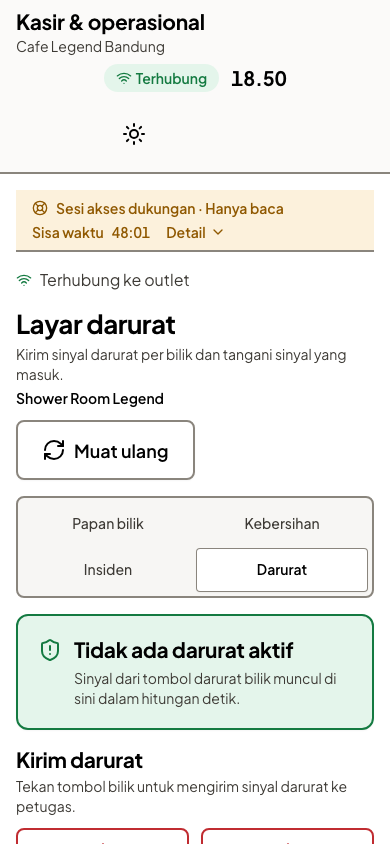 Kasir & operasional
Cafe Legend Bandung
Terhubung
18.50
Sesi akses dukungan · Hanya baca
Sisa waktu 48:01 Detail
Terhubung ke outlet
Layar darurat
Kirim sinyal darurat per bilik dan tangani sinyal yang
masuk.
Shower Room Legend
Muat ulang
Papan bilik
Kebersihan
Insiden
Darurat
Tidak ada darurat aktif
Sinyal dari tombol darurat bilik muncul di
sini dalam hitungan detik.
Kirim darurat
Tekan tombol bilik untuk mengirim sinyal darurat ke
petugas.